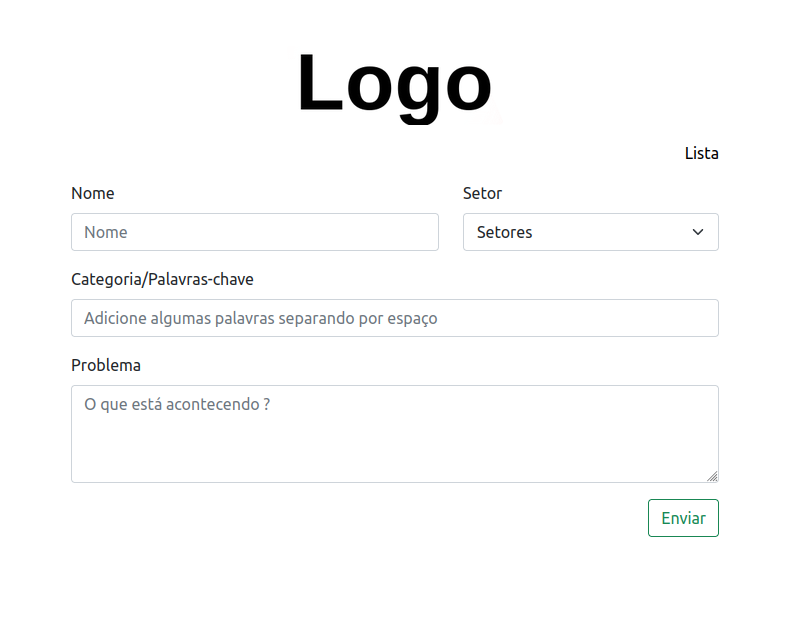 Logo
Lista
Nome
Setor
Nome
Setores
Categoria/Palavras-chave
Adicione algumas palavras separando por espaço
Problema
O que está acontecendo ?
Enviar